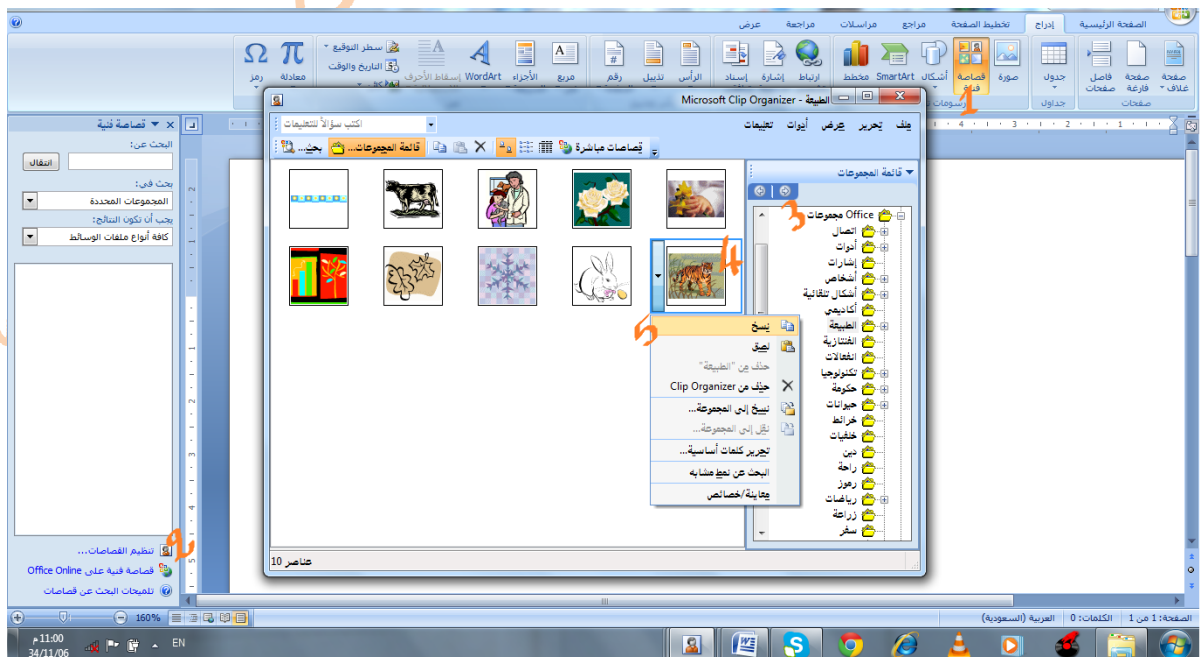 الصفحة الرئيسية إدراج تخطيط الصفحة مراجع مراسلات مراجعة عرض
صفحة غلاف صفحة فارغة فاصل صفحات جدول صورة قصاصة فنية أشكال SmartArt مخطط ارتباط إشارة إسناد الرأس تذييل رقم مربع الأجزاء WordArt إسقاط الأحرف سطر التوقيع التاريخ والوقت معادلة رمز
صفحات جداول
1
الطبيعة - Microsoft Clip Organizer
ملف تحرير عرض أدوات تعليمات
اكتب سؤالاً للتعليمات
بحث... قائمة المجموعات... قصاصات مباشرة
قائمة المجموعات
3
مجموعات Office
اتصال
أدوات
إشارات
أشخاص
أشكال تلقائية
أكاديمي
الطبيعة
الفنتازية
انفعالات
تكنولوجيا
حكومة
حيوانات
خرائط
خلفيات
دين
راحة
رموز
رياضات
زراعة
سفر
4
5
نسخ
لصق
حذف من "الطبيعة"
حذف من Clip Organizer
نسخ إلى المجموعة...
نقل إلى المجموعة...
تحرير كلمات أساسية...
البحث عن نمط مشابه
معاينة/خصائص
10 عناصر
قصاصة فنية
البحث عن:
انتقال
بحث في:
المجموعات المحددة
يجب أن تكون النتائج:
كافة أنواع ملفات الوسائط
2
تنظيم القصاصات...
قصاصة فنية على Office Online
تلميحات البحث عن قصاصات
الصفحة: 1 من 1 الكلمات: 0 العربية (السعودية)
160%
EN
11:00 م
34/11/06